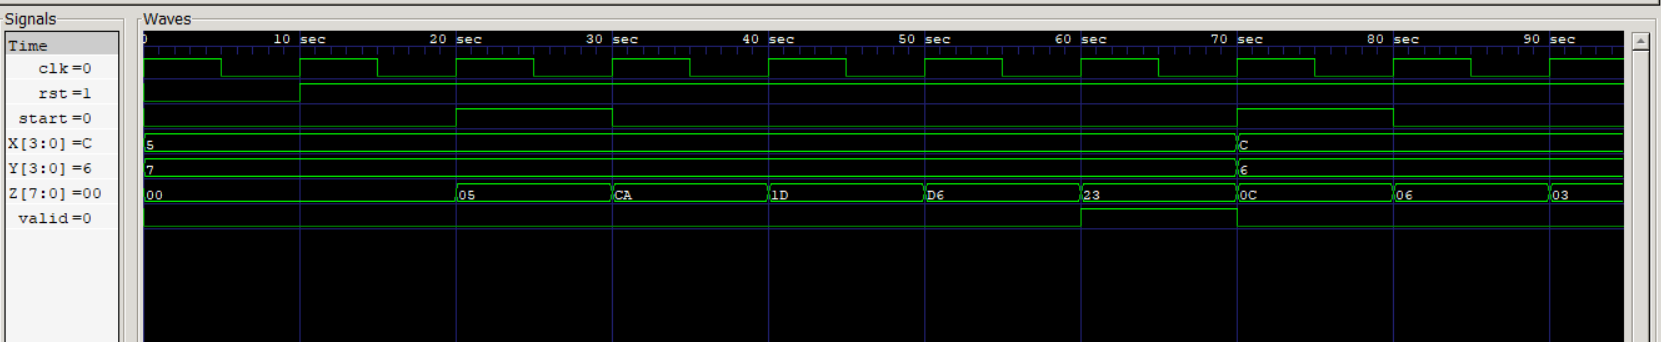 Signals
Waves
Time
0 10 sec 20 sec 30 sec 40 sec 50 sec 60 sec 70 sec 80 sec 90 sec
clk=0
rst=1
start=0
X[3:0]=C 5 C
Y[3:0]=6 7 6
Z[7:0]=00 00 05 CA 1D D6 23 0C 06 03
valid=0